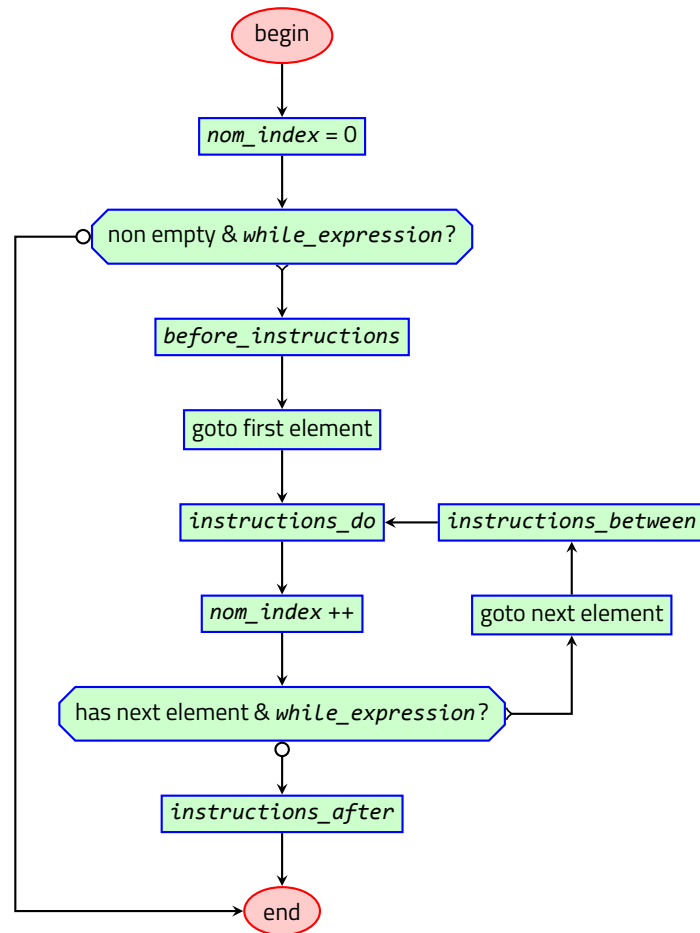 begin
nom_index = 0
non empty & while_expression?
before_instructions
goto first element
instructions_do
instructions_between
nom_index ++
goto next element
has next element & while_expression?
instructions_after
end